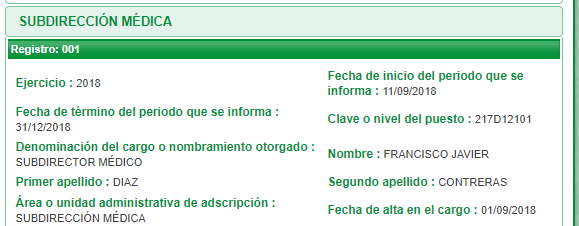 SUBDIRECCIÓN MÉDICA
Registro: 001
Ejercicio : 2018
Fecha de inicio del periodo que se
informa : 11/09/2018
Fecha de término del periodo que se informa :
31/12/2018
Clave o nivel del puesto : 217D12101
Denominación del cargo o nombramiento otorgado :
SUBDIRECTOR MÉDICO
Nombre : FRANCISCO JAVIER
Primer apellido : DIAZ
Segundo apellido : CONTRERAS
Área o unidad administrativa de adscripción :
SUBDIRECCIÓN MÉDICA
Fecha de alta en el cargo : 01/09/2018